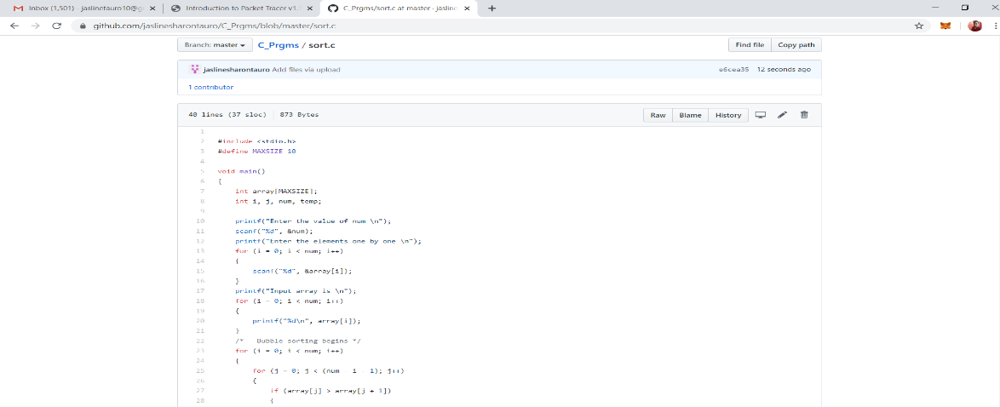 Inbox (1,501) - jaslinetauro10@g
Introduction to Packet Tracer v1.
C_Prgms/sort.c at master · jasline
github.com/jaslinesharontauro/C_Prgms/blob/master/sort.c
Branch: master
C_Prgms / sort.c
Find file
Copy path
jaslinesharontauro Add files via upload
e6cea35
12 seconds ago
1 contributor
40 lines (37 sloc)
873 Bytes
Raw
Blame
History
1
2 #include <stdio.h>
3 #define MAXSIZE 10
4
5 void main()
6 {
7 int array[MAXSIZE];
8 int i, j, num, temp;
9
10 printf("Enter the value of num \n");
11 scanf("%d", &num);
12 printf("Enter the elements one by one \n");
13 for (i = 0; i < num; i++)
14 {
15 scanf("%d", &array[i]);
16 }
17 printf("Input array is \n");
18 for (i = 0; i < num; i++)
19 {
20 printf("%d\n", array[i]);
21 }
22 /* Bubble sorting begins */
23 for (i = 0; i < num; i++)
24 {
25 for (j = 0; j < (num - i - 1); j++)
26 {
27 if (array[j] > array[j + 1])
28 {